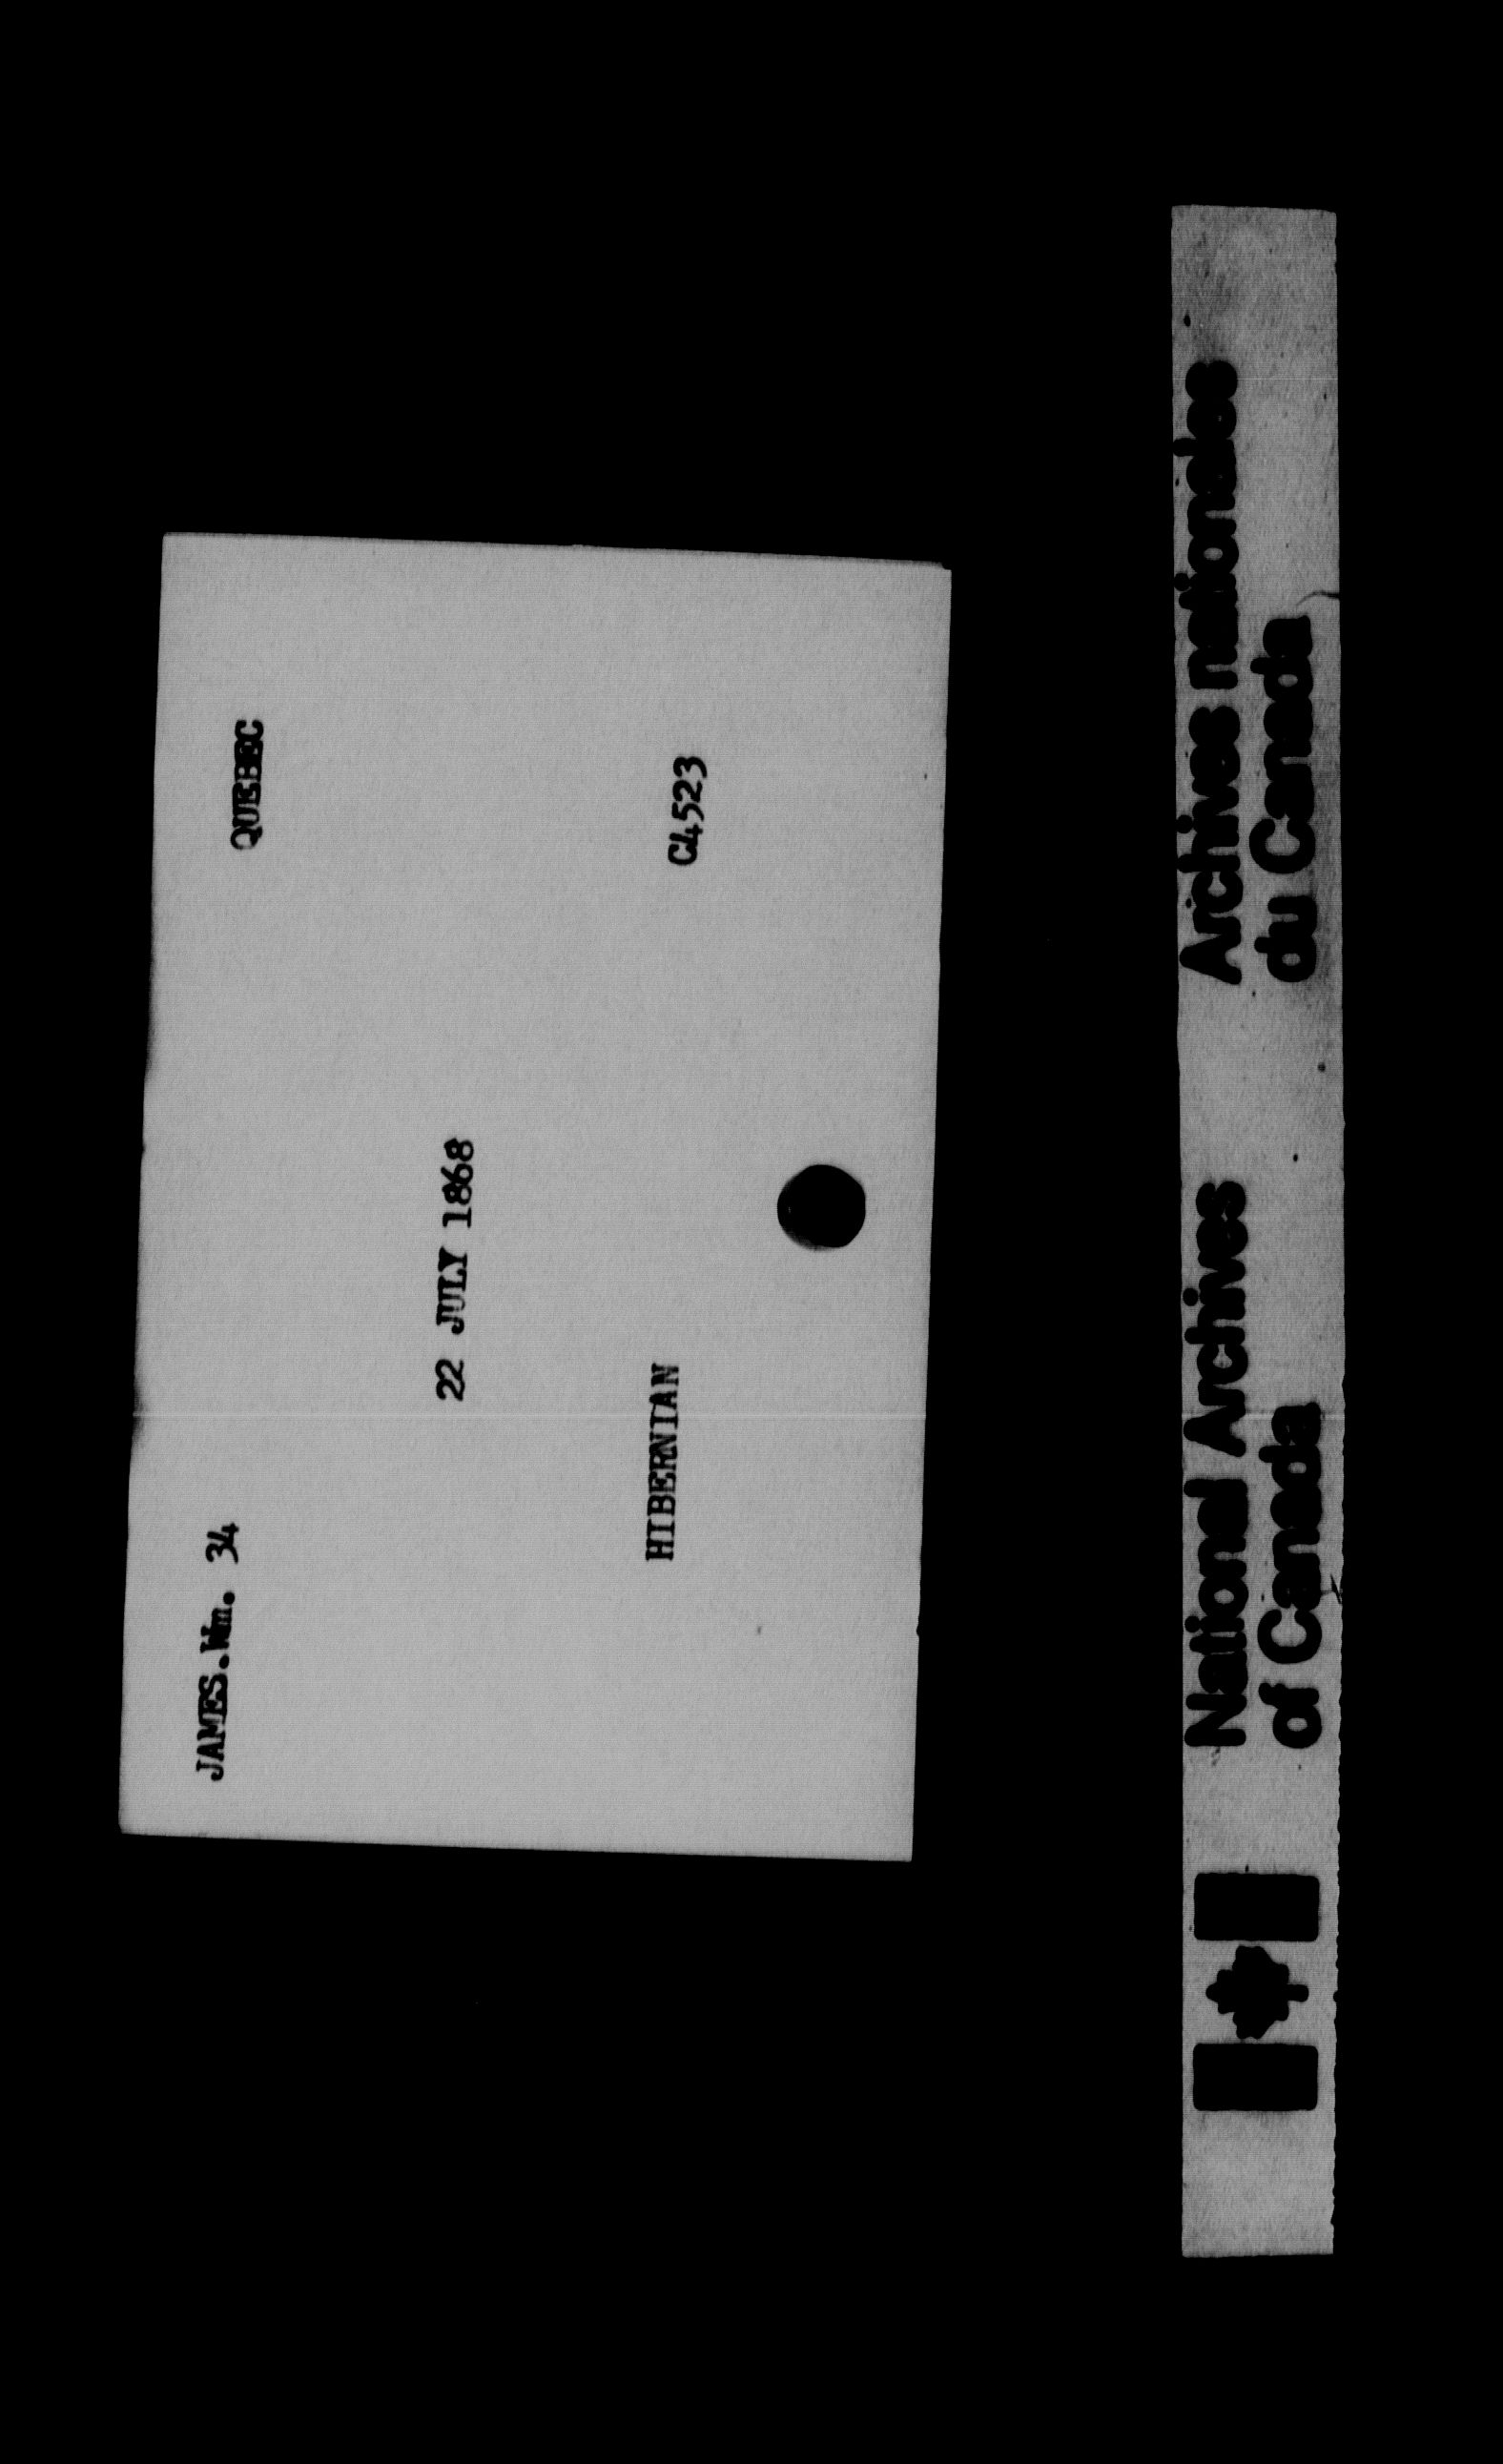 JAMES.Wm. 34 QUEBEC
22 JULY 1868
HIBERNIAN C4523
National Archives
of Canada
Archives nationales
du Canada